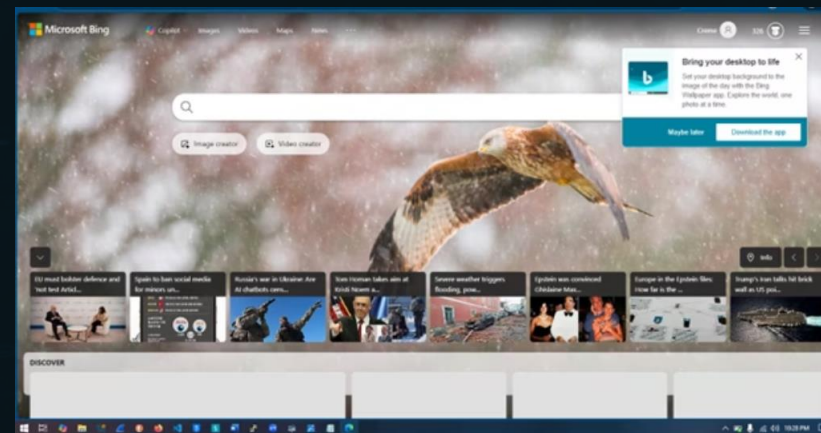 Microsoft Bing
Copilot
Images
Videos
Maps
News
328
Bring your desktop to life
Set your desktop background to the
image of the day with the Bing
Wallpaper app. Explore the world, one
photo at a time.
Maybe later
Download the app
Image creator
Video creator
Info
EU must bolster defence and
'not test Articl...
Spain to ban social media
for minors un...
Russia's war in Ukraine: Are
AI chatbots cens...
Tom Homan takes aim at
Kristi Noem a...
Severe weather triggers
flooding, pow...
Epstein was convinced
Ghislaine Max...
Europe in the Epstein files:
How far is the ...
Trump's Iran talks hit brick
wall as US poi...
DISCOVER
10:28 PM